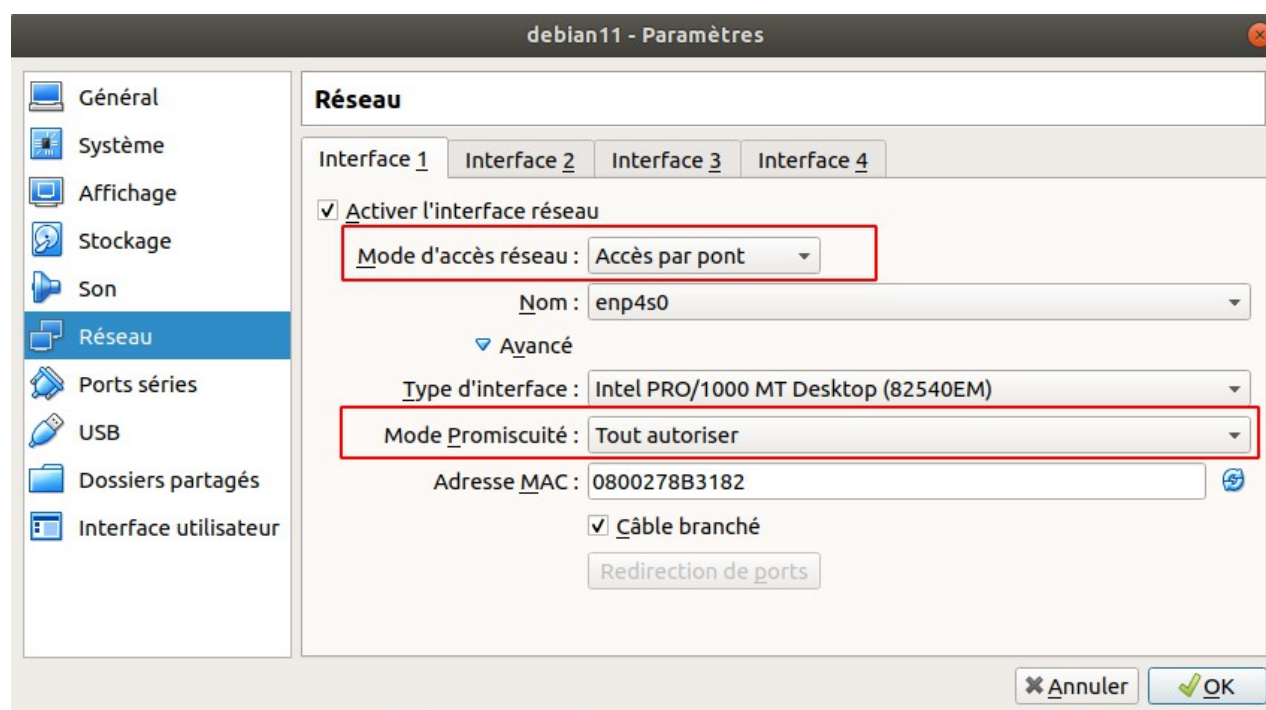 debian11 - Paramètres
Général
Système
Affichage
Stockage
Son
Réseau
Ports séries
USB
Dossiers partagés
Interface utilisateur
Réseau
Interface 1 Interface 2 Interface 3 Interface 4
Activer l'interface réseau
Mode d'accès réseau : Accès par pont
Nom : enp4s0
Avancé
Type d'interface : Intel PRO/1000 MT Desktop (82540EM)
Mode Promiscuité : Tout autoriser
Adresse MAC : 0800278B3182
Câble branché
Redirection de ports
Annuler OK